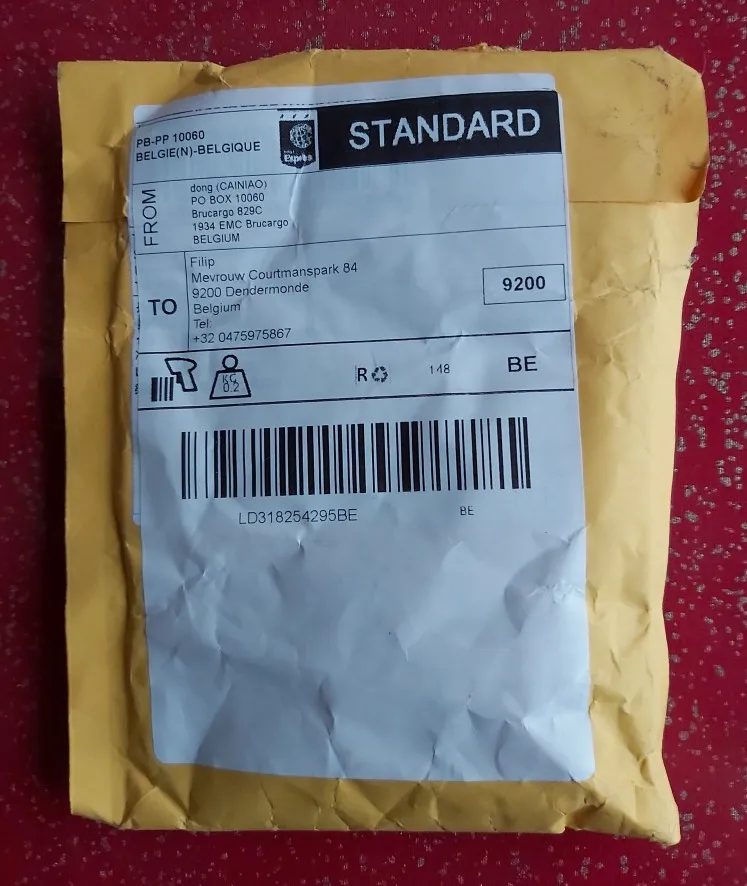 PB-PP 10060
BELGIE(N)-BELGIQUE
Exprès
STANDARD
FROM
dong (CAINIAO)
PO BOX 10060
Brucargo 829C
1934 EMC Brucargo
BELGIUM
TO
Filip
Mevrouw Courtmanspark 84
9200 Dendermonde
Belgium
Tel:
+32 0475975867
9200
KG
0.2
R
148
BE
LD318254295BE
BE